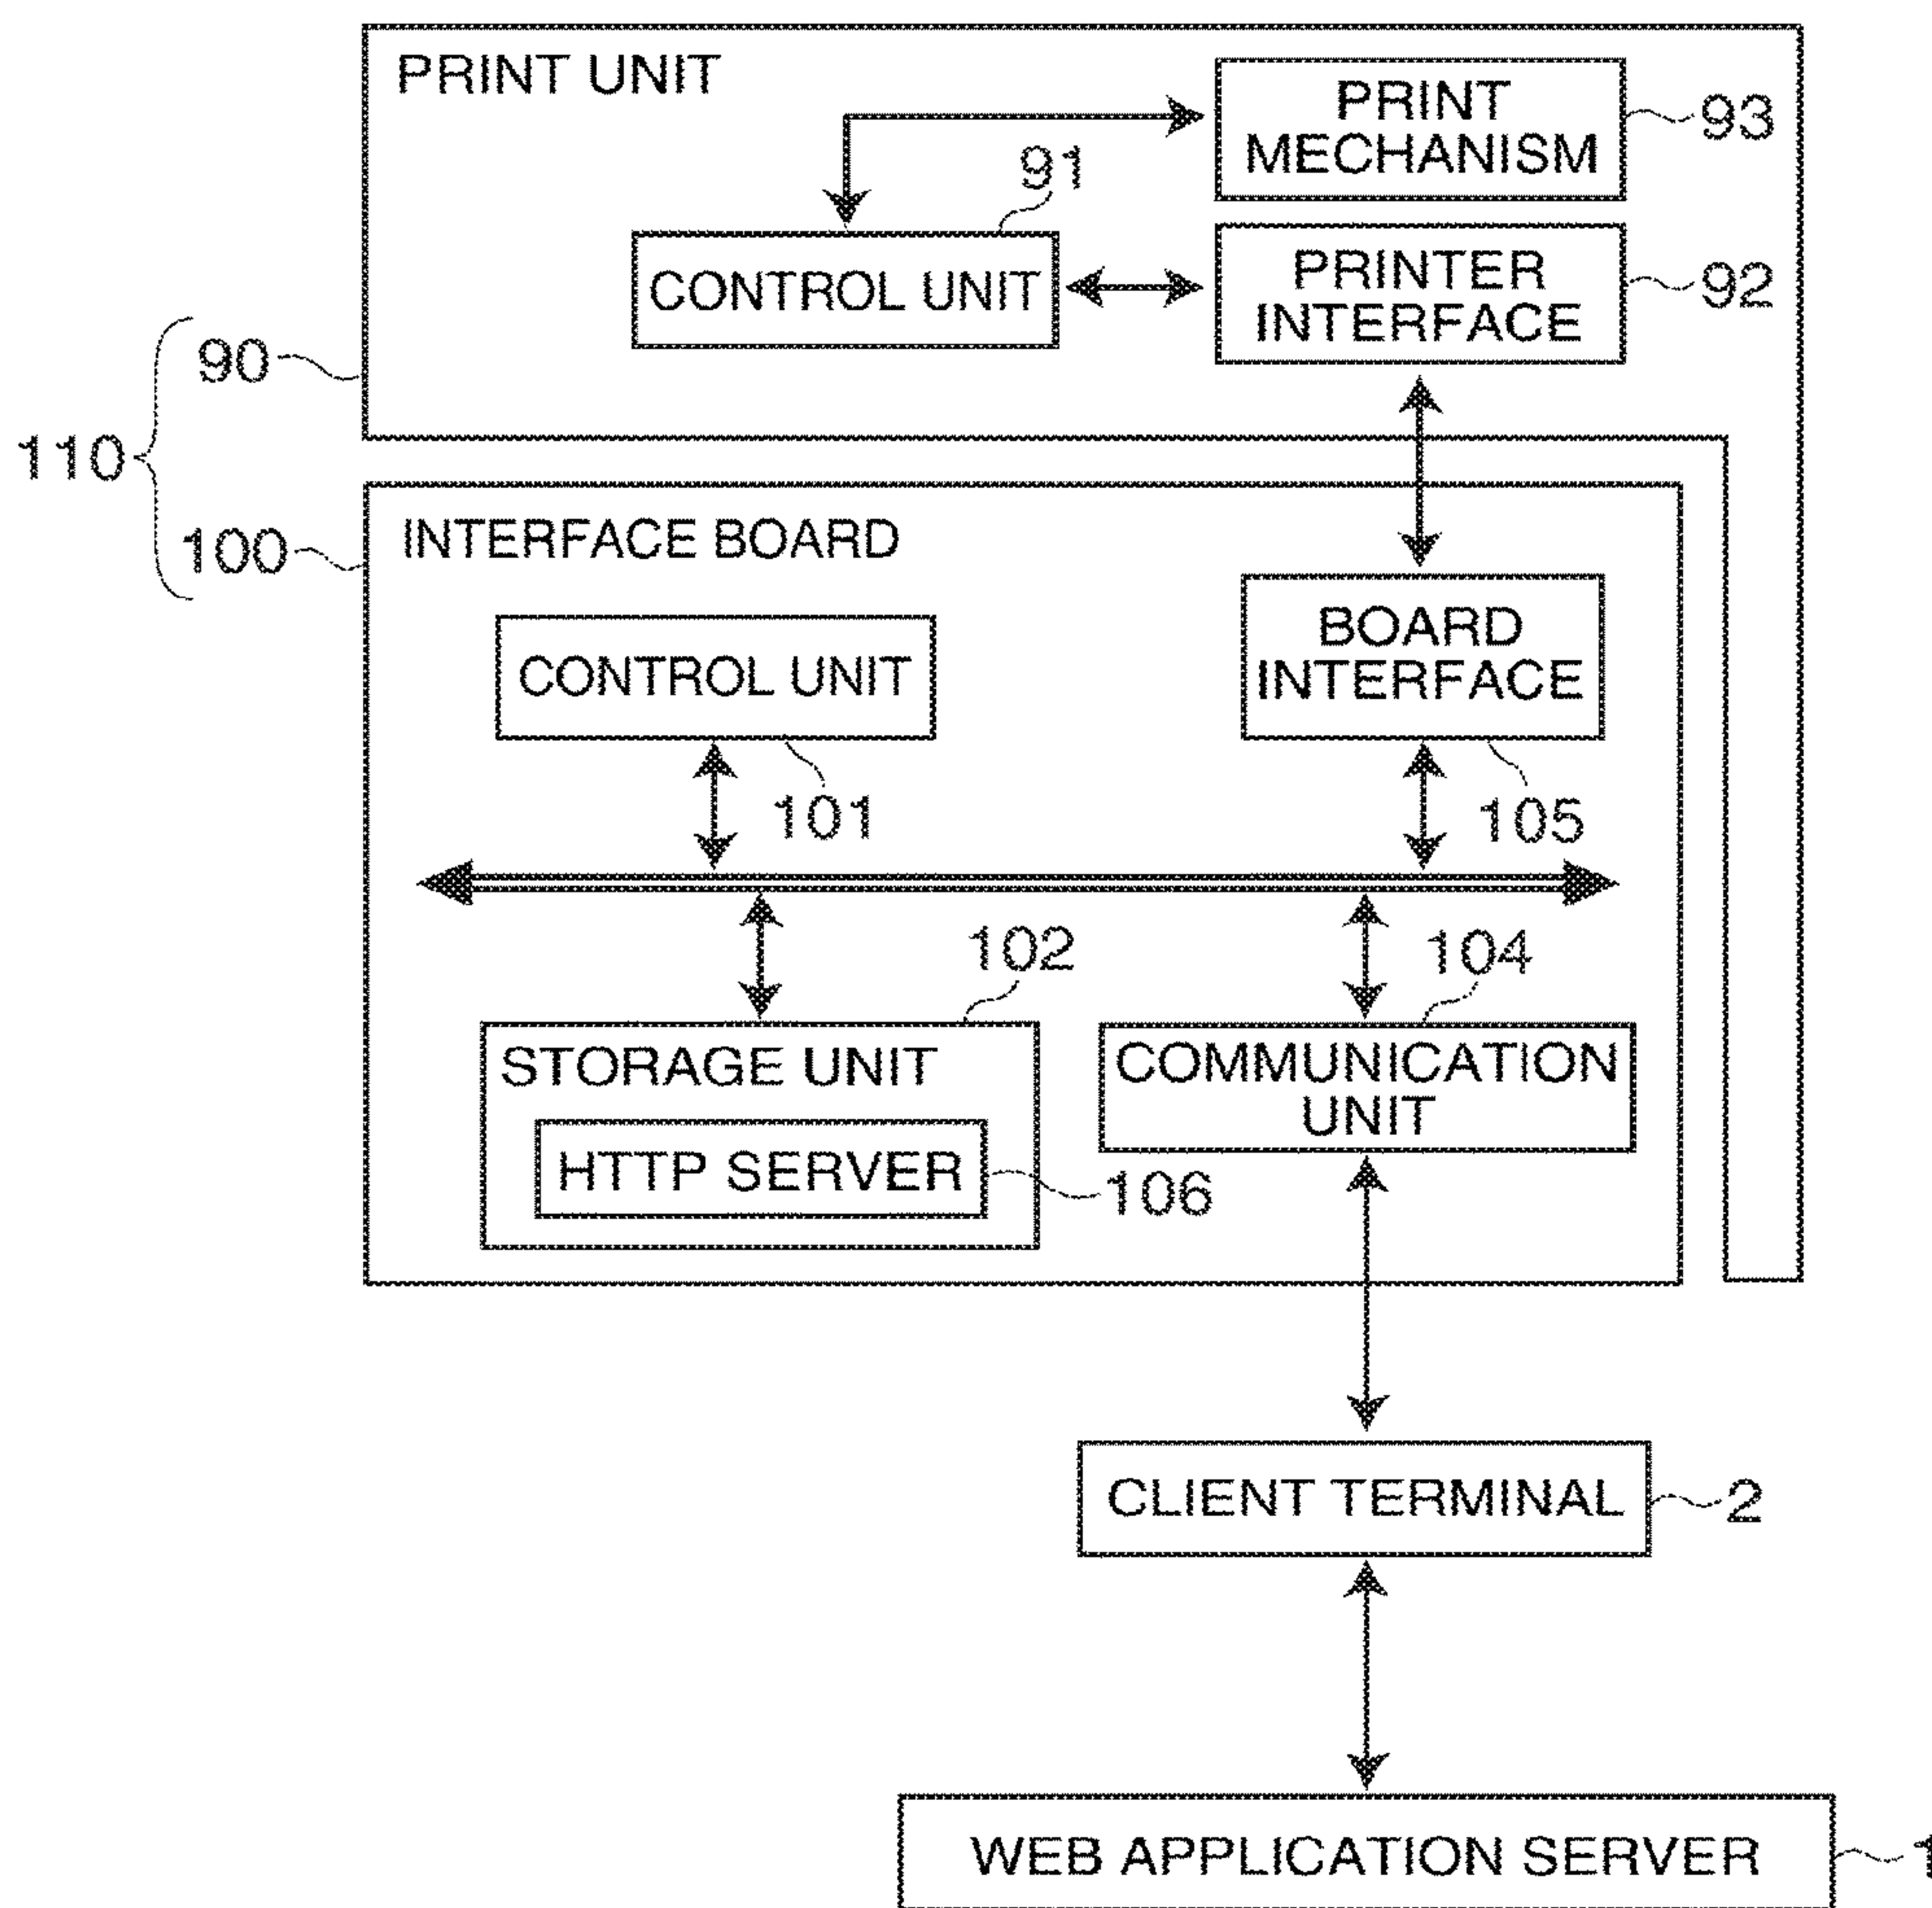 PRINT UNIT
PRINT
MECHANISM
93
91
CONTROL UNIT
PRINTER
INTERFACE
92
90
110
100
INTERFACE BOARD
CONTROL UNIT
101
BOARD
INTERFACE
105
102
104
STORAGE UNIT
HTTP SERVER
106
COMMUNICATION
UNIT
CLIENT TERMINAL
2
WEB APPLICATION SERVER
1